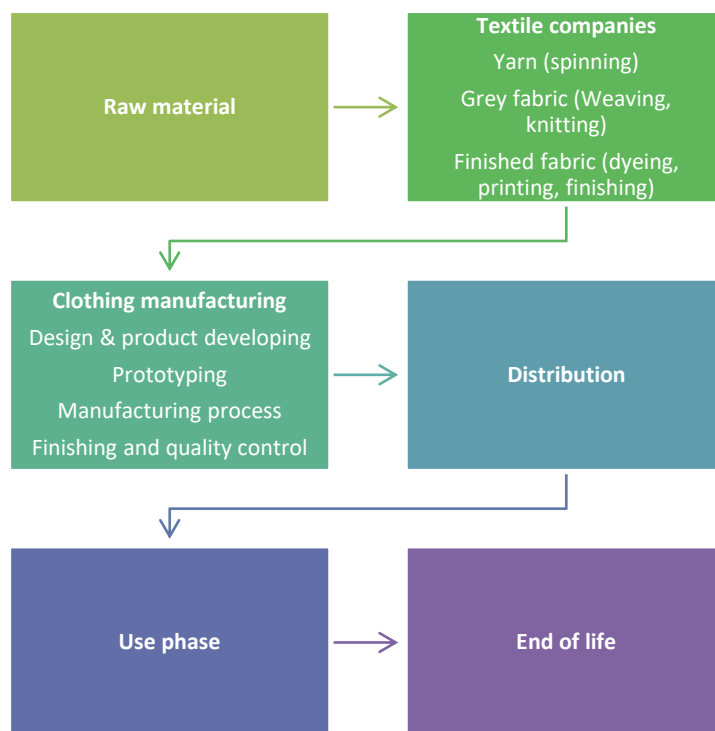 Raw material
Textile companies
Yarn (spinning)
Grey fabric (Weaving,
knitting)
Finished fabric (dyeing,
printing, finishing)
Clothing manufacturing
Design & product developing
Prototyping
Manufacturing process
Finishing and quality control
Distribution
Use phase
End of life